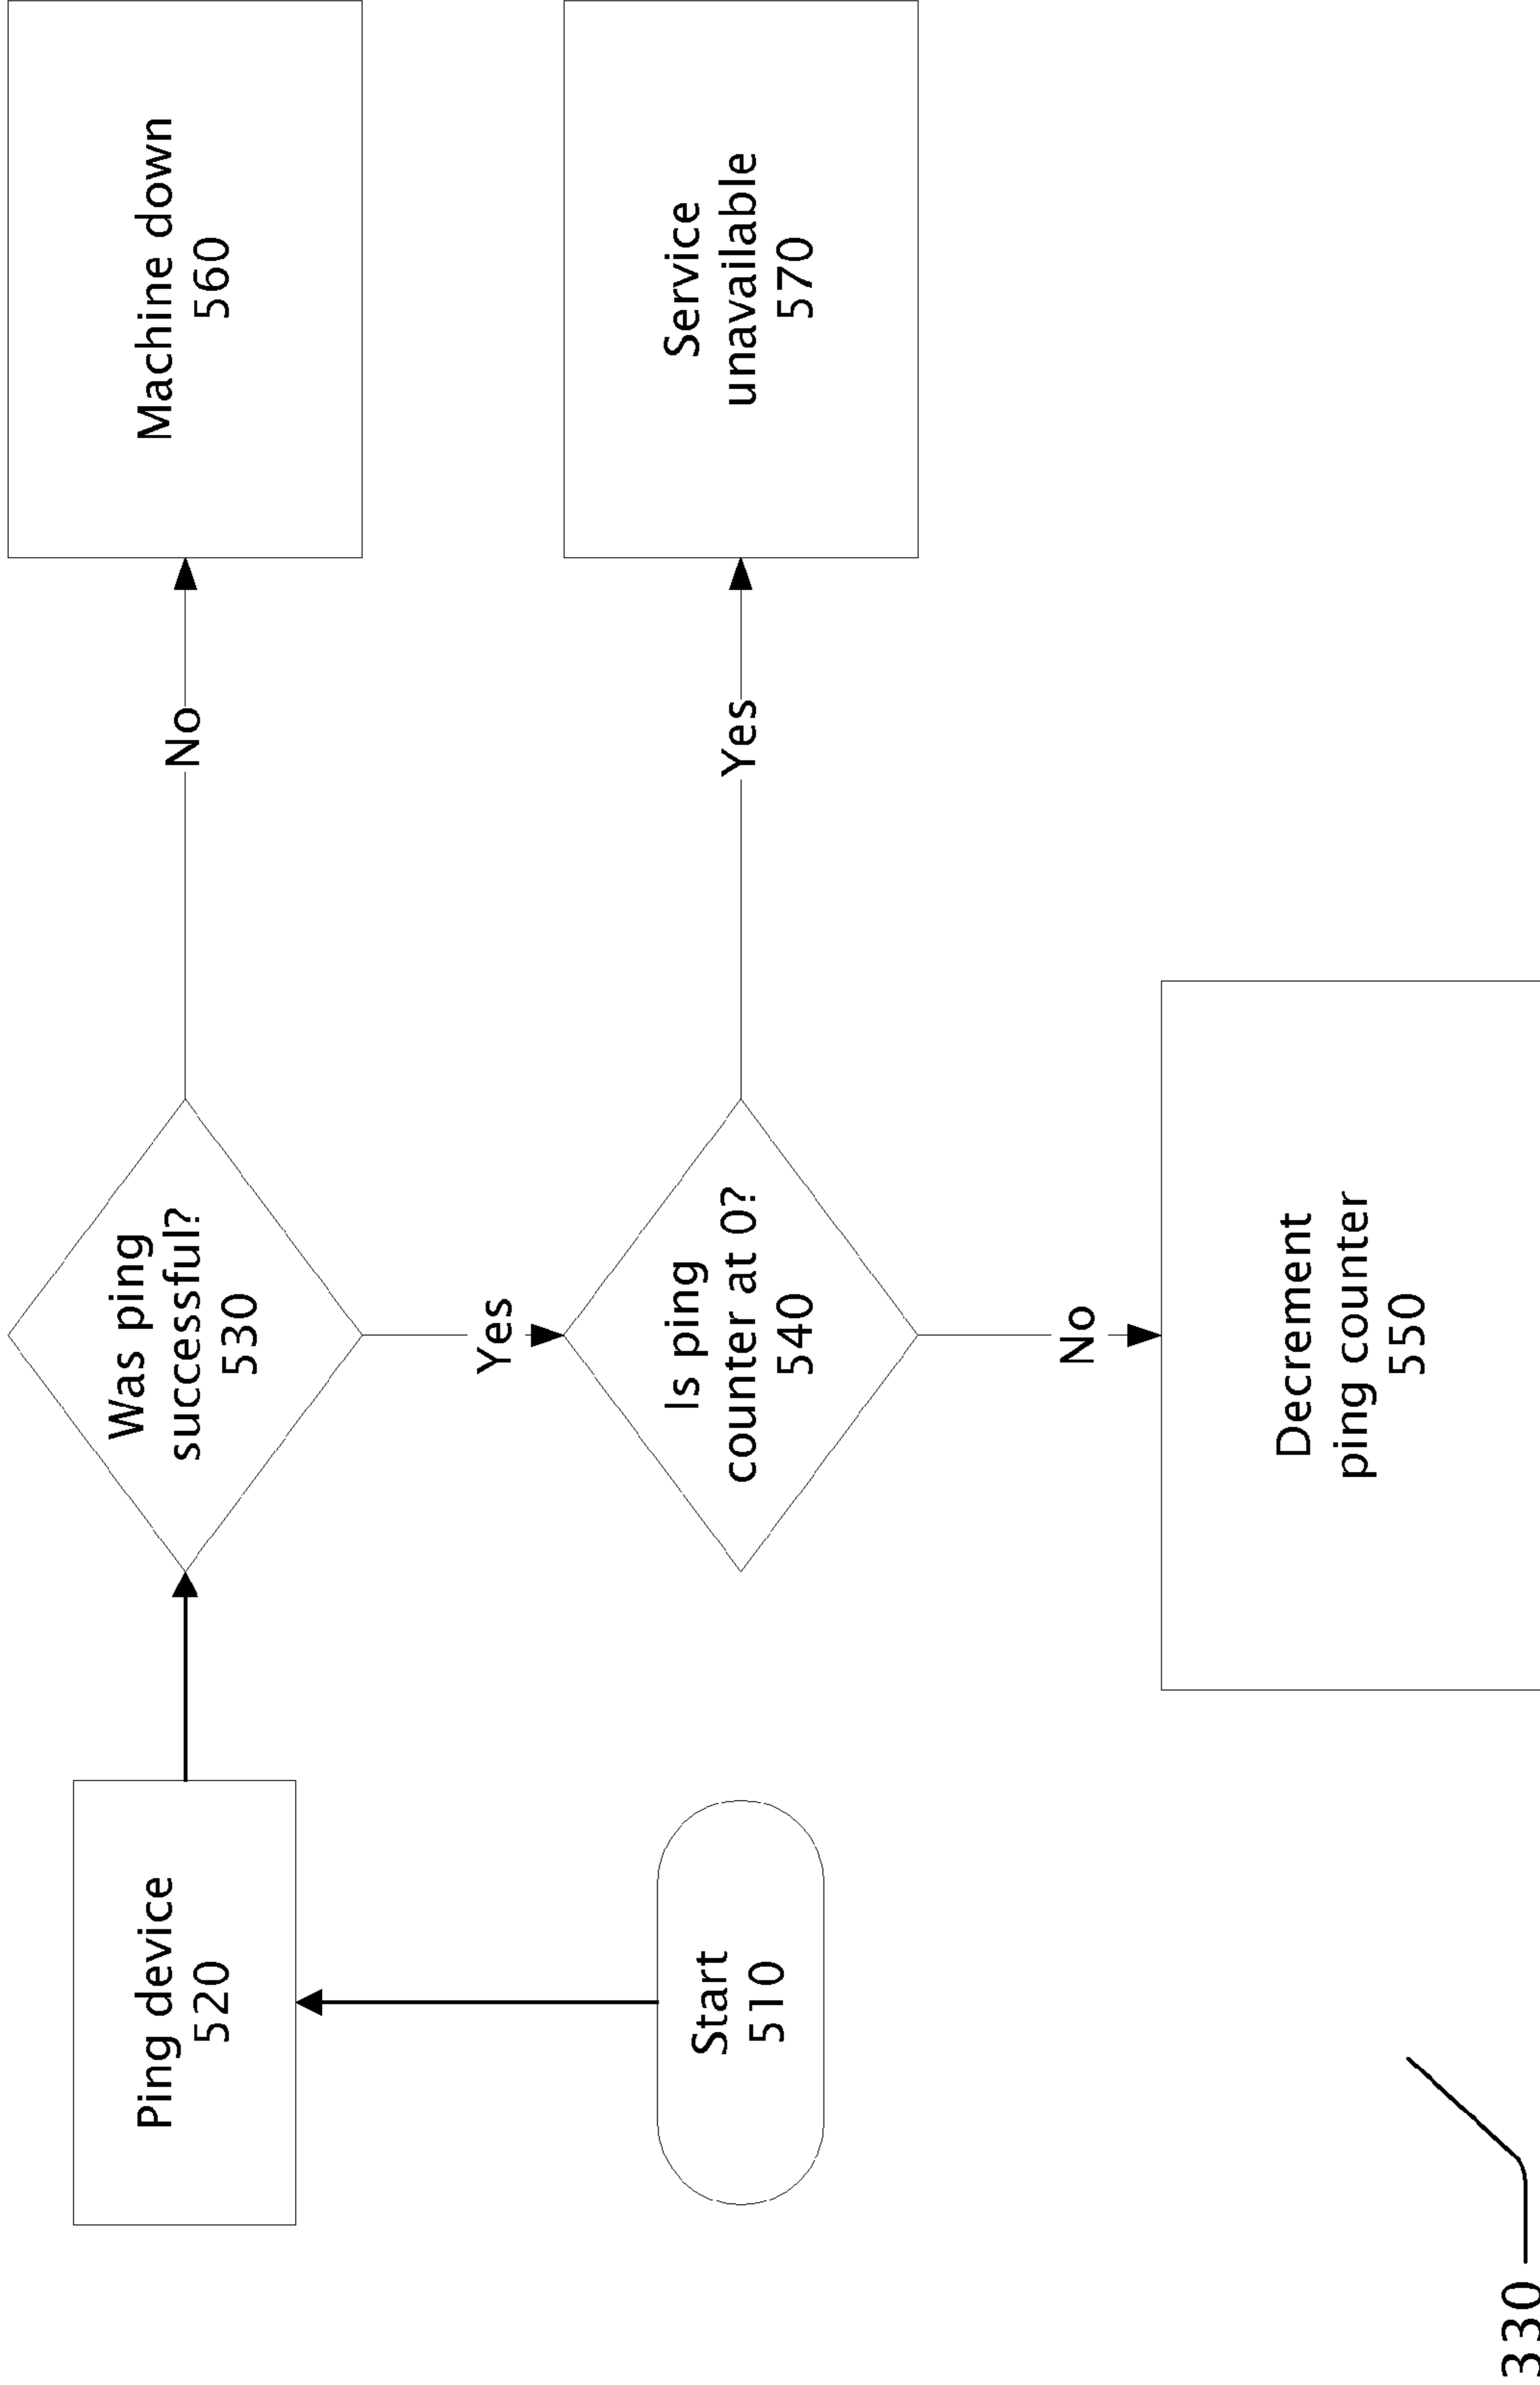 Ping device
520
Was ping
successful?
530
No
Machine down
560
Yes
Start
510
Is ping
counter at 0?
540
Yes
Service
unavailable
570
No
Decrement
ping counter
550
330